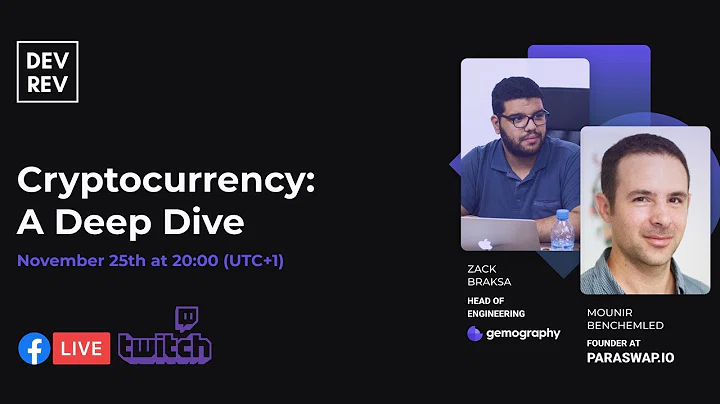 DEV
REV
Cryptocurrency:
A Deep Dive
November 25th at 20:00 (UTC+1)
LIVE
twitch
ZACK
BRAKSA
HEAD OF
ENGINEERING
gemography
MOUNIR
BENCHEMLED
FOUNDER AT
PARASWAP.IO